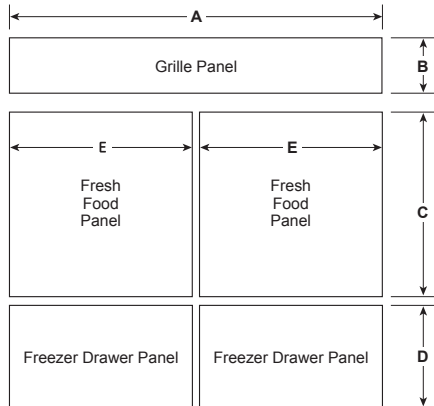 A
Grille Panel
B
E
E
Fresh
Food
Panel
Fresh
Food
Panel
C
Freezer Drawer Panel
Freezer Drawer Panel
D